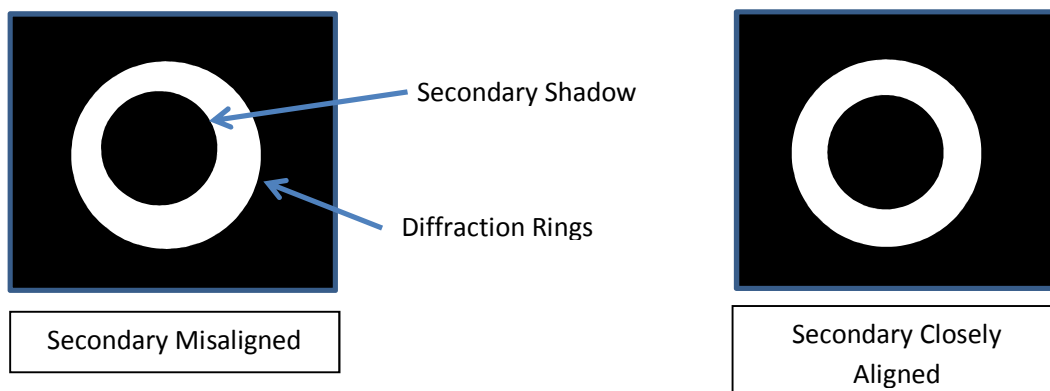 Secondary Shadow
Diffraction Rings
Secondary Misaligned
Secondary Closely
Aligned